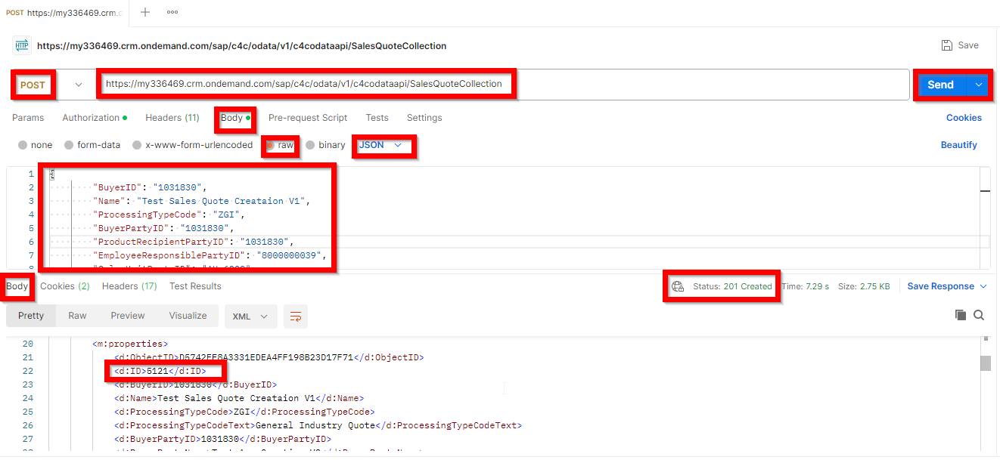 POST https://my336469.crm.c
https://my336469.crm.ondemand.com/sap/c4c/odata/v1/c4codataapi/SalesQuoteCollection
Save
POST
https://my336469.crm.ondemand.com/sap/c4c/odata/v1/c4codataapi/SalesQuoteCollection
Send
Params Authorization Headers (11) Body Pre-request Script Tests Settings Cookies
none form-data x-www-form-urlencoded raw binary JSON Beautify
1 {
2 "BuyerID": "1031830",
3 "Name": "Test Sales Quote Creataion V1",
4 "ProcessingTypeCode": "ZGI",
5 "BuyerPartyID": "1031830",
6 "ProductRecipientPartyID": "1031830",
7 "EmployeeResponsiblePartyID": "8000000039",
8
Body Cookies (2) Headers (17) Test Results Status: 201 Created Time: 7.29 s Size: 2.75 KB Save Response
Pretty Raw Preview Visualize XML
20 <m:properties>
21 <d:ObjectID>D5742EE8A3331EDEA4FF198B23D17F71</d:ObjectID>
22 <d:ID>5121</d:ID>
23 <d:BuyerID>1031830</d:BuyerID>
24 <d:Name>Test Sales Quote Creataion V1</d:Name>
25 <d:ProcessingTypeCode>ZGI</d:ProcessingTypeCode>
26 <d:ProcessingTypeCodeText>General Industry Quote</d:ProcessingTypeCodeText>
27 <d:BuyerPartyID>1031830</d:BuyerPartyID>